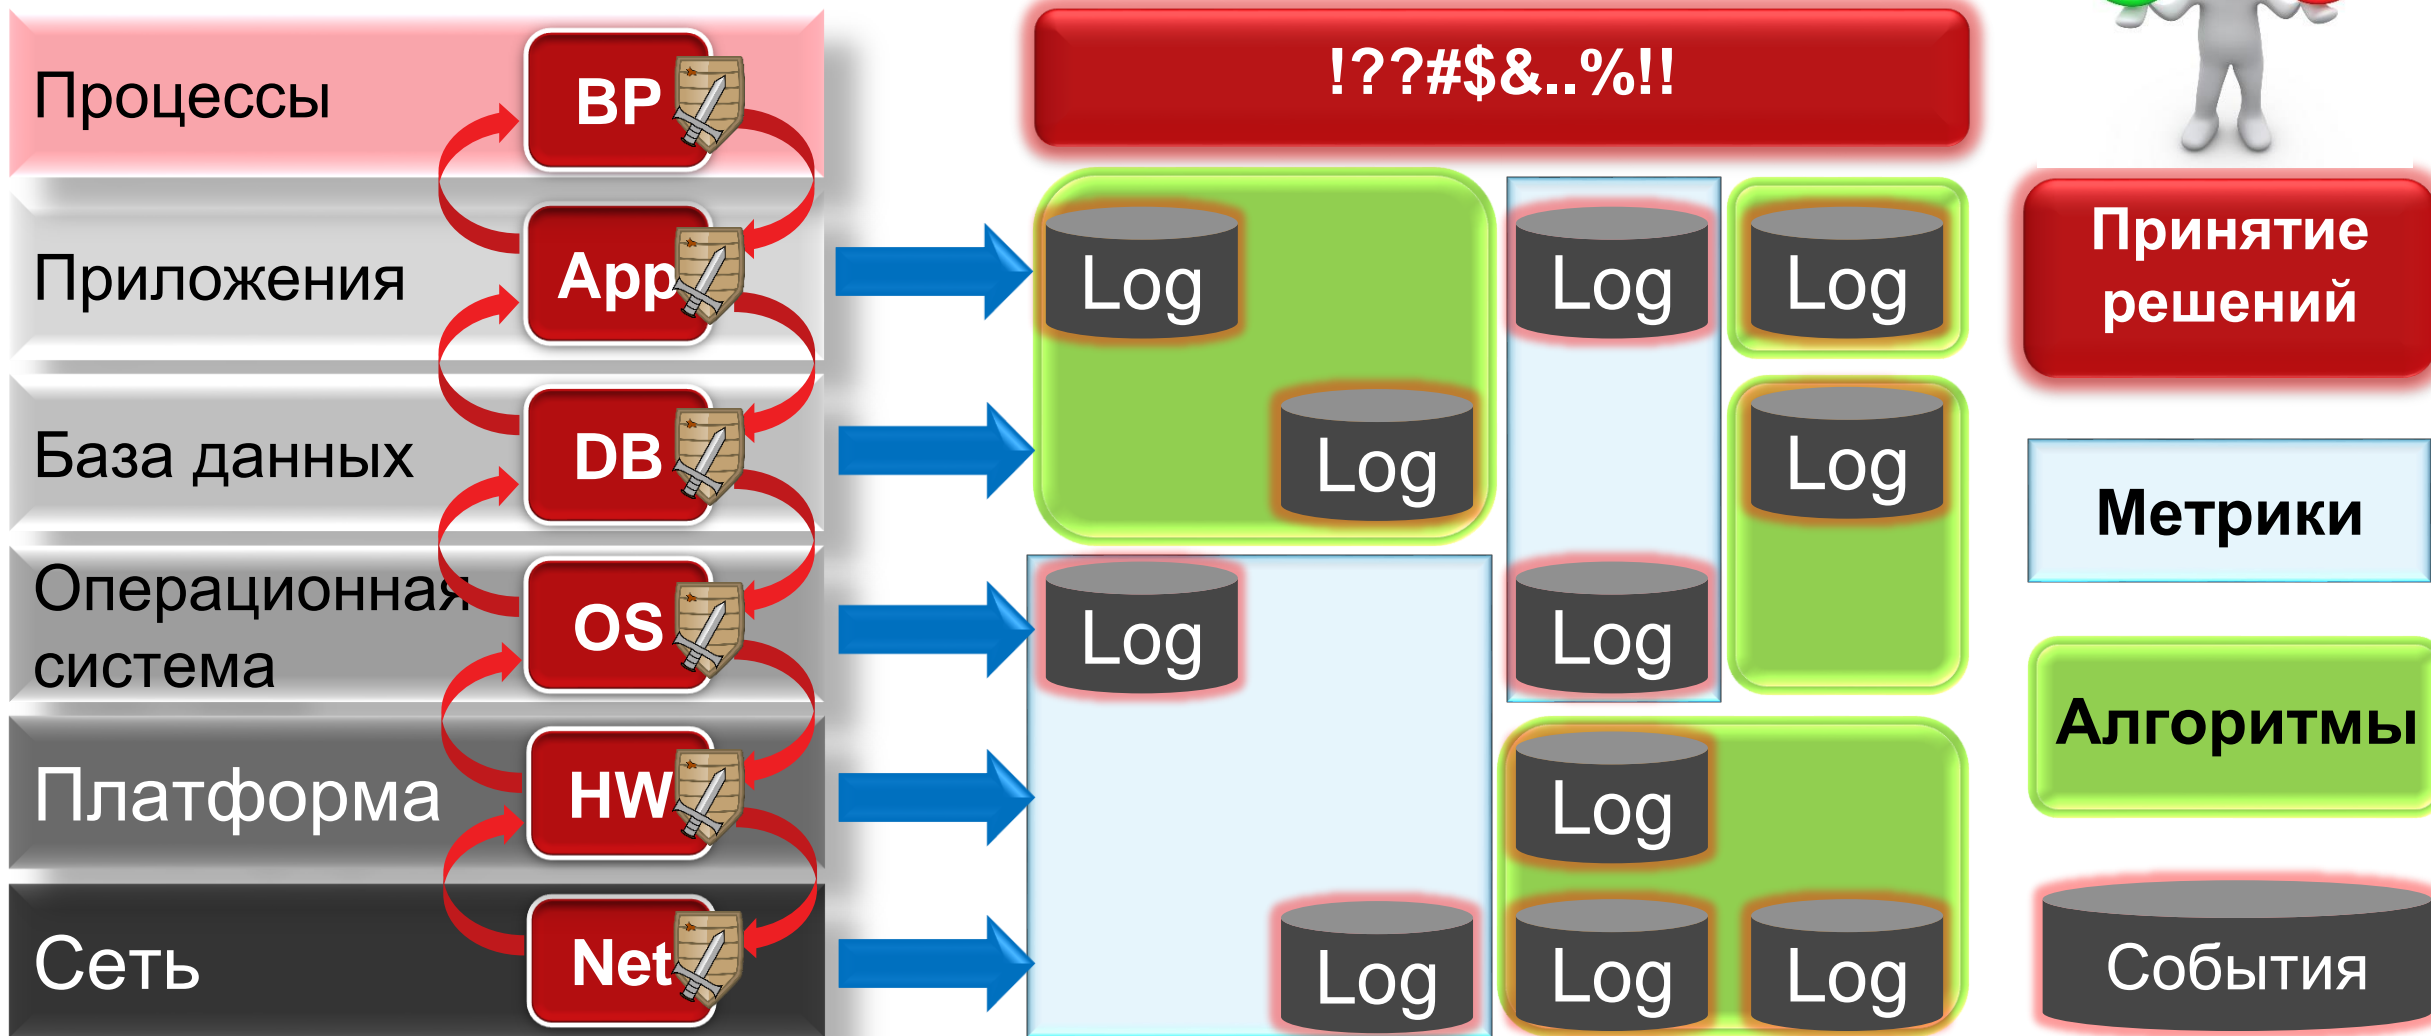 Процессы
BP
!??#$&..%!!
Приложения
App
Log
Log
Log
Принятие
решений
База данных
DB
Log
Log
Метрики
Операционная
система
OS
Log
Log
Платформа
HW
Log
Алгоритмы
Сеть
Net
Log
Log
Log
События